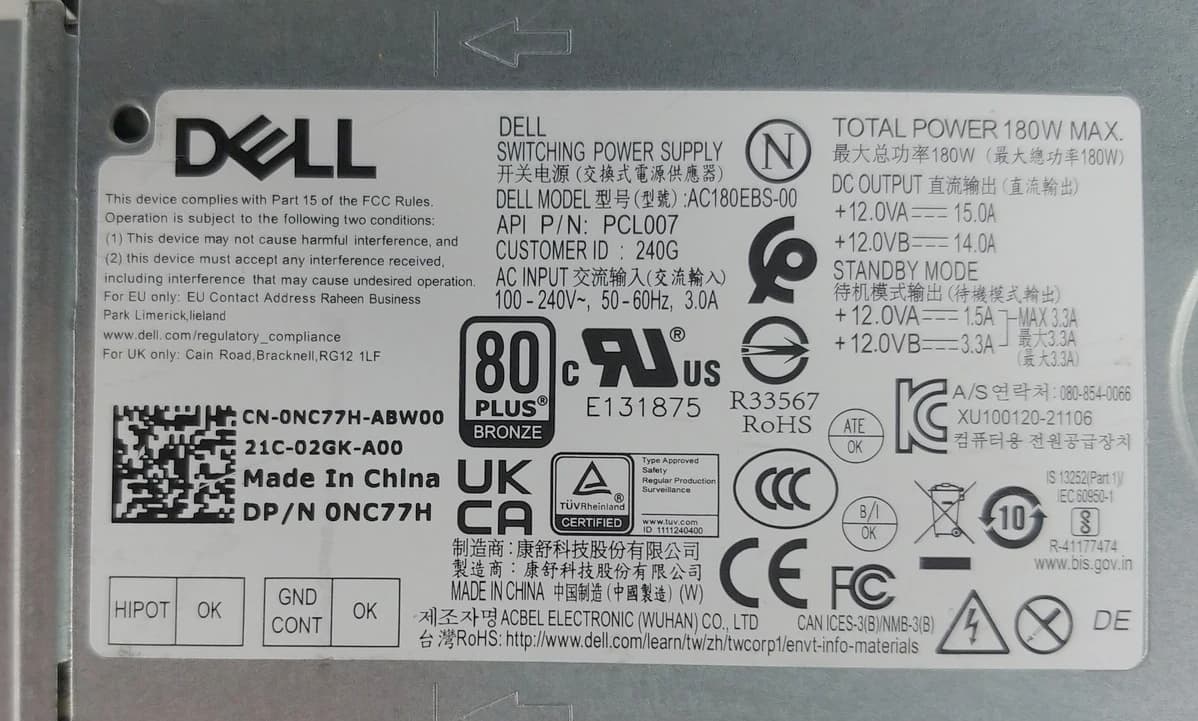 DELL
This device complies with Part 15 of the FCC Rules.
Operation is subject to the following two conditions:
(1) This device may not cause harmful interference, and
(2) this device must accept any interference received,
including interference that may cause undesired operation.
For EU only: EU Contact Address Raheen Business
Park Limerick,lieland
www.dell.com/regulatory_compliance
For UK only: Cain Road,Bracknell,RG12 1LF
CN-0NC77H-ABW00
21C-02GK-A00
Made In China
DP/N 0NC77H
HIPOT OK
GND CONT OK
DELL
SWITCHING POWER SUPPLY
开关电源 (交換式電源供應器)
DELL MODEL 型号 (型號) :AC180EBS-00
API P/N: PCL007
CUSTOMER ID : 240G
AC INPUT 交流输入(交流輸入)
100-240V~, 50-60Hz, 3.0A
N
80
PLUS®
BRONZE
c RU® US
E131875
R33567
RoHS
UK
CA
TÜVRheinland®
CERTIFIED
Type Approved
Safety
Regular Production
Surveillance
www.tuv.com
ID 1111240400
TOTAL POWER 180W MAX.
最大总功率180W (最大總功率180W)
DC OUTPUT 直流输出 (直流輸出)
+12.0VA⎓ 15.0A
+12.0VB⎓ 14.0A
STANDBY MODE
待机模式输出 (待機模式輸出)
+12.0VA⎓ 1.5A MAX 3.3A
+12.0VB⎓ 3.3A 最大3.3A
(最大3.3A)
A/S 연락처: 080-854-0066
XU100120-21106
컴퓨터용 전원공급장치
ATE
OK
CCC
B/I
OK
10
IS 13252(Part 1)/
IEC 60950-1
R-41177474
www.bis.gov.in
制造商：康舒科技股份有限公司
製造商：康舒科技股份有限公司
MADE IN CHINA 中国制造 (中國製造) (W)
CE
FC
제조자명 ACBEL ELECTRONIC (WUHAN) CO., LTD CAN ICES-3(B)/NMB-3(B)
台灣RoHS: http://www.dell.com/learn/tw/zh/twcorp1/envt-info-materials
DE